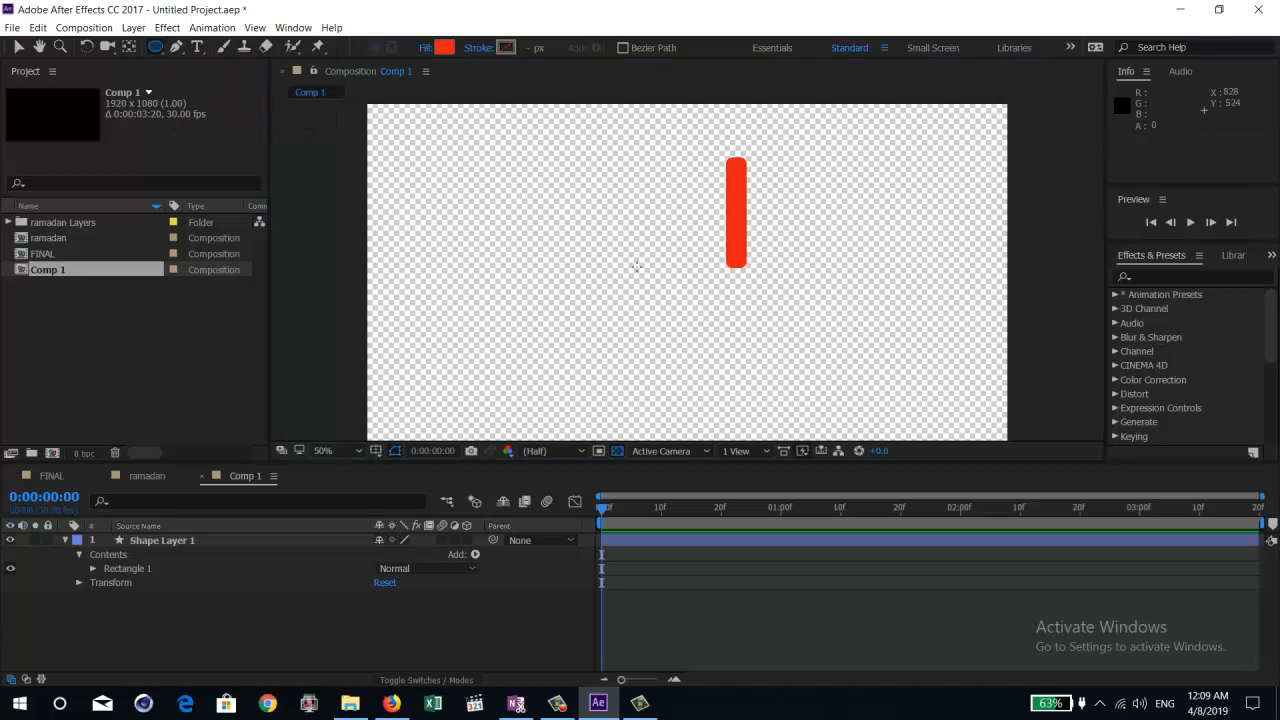 Adobe After Effects CC 2017 - Untitled Project.aep *
File Edit Composition Layer Effect Animation View Window Help
Fill: Stroke: - px Add: Bezier Path Essentials Standard Small Screen Libraries Search Help
Project
Composition Comp 1
Info Audio
Comp 1
1920 x 1080 (1.00)
Δ 0:00:03:20, 30.00 fps
Comp 1
R:
G:
B:
A: 0
X: 828
Y: 524
Name Type
ramadan Layers Folder
ramadan Composition
FINAL Composition
Comp 1 Composition
Preview
Effects & Presets Librar
* Animation Presets
3D Channel
Audio
Blur & Sharpen
Channel
CINEMA 4D
Color Correction
Distort
Expression Controls
Generate
Keying
8 bpc
50% 0:00:00:00 (Half) Active Camera 1 View +0.0
FINAL ramadan Comp 1
0:00:00:00
10f 20f 01:00f 10f 20f 02:00f 10f 20f 03:00f 10f 20f
# Source Name Parent
1 Shape Layer 1 None
Contents Add:
Rectangle 1 Normal
Transform Reset
Activate Windows
Go to Settings to activate Windows.
Toggle Switches / Modes
63% ENG 12:09 AM
4/8/2019